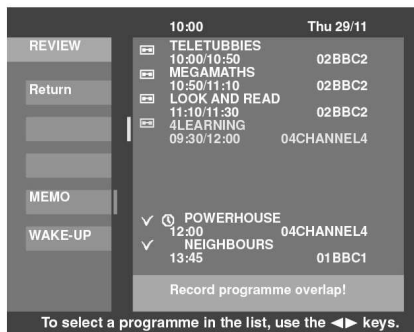 10:00 Thu 29/11
REVIEW
Return
MEMO
WAKE-UP
TELETUBBIES
10:00/10:50 02BBC2
MEGAMATHS
10:50/11:10 02BBC2
LOOK AND READ
11:10/11:30 02BBC2
4LEARNING
09:30/12:00 04CHANNEL4
POWERHOUSE
12:00 04CHANNEL4
NEIGHBOURS
13:45 01BBC1
Record programme overlap!
To select a programme in the list, use the ◀▶ keys.